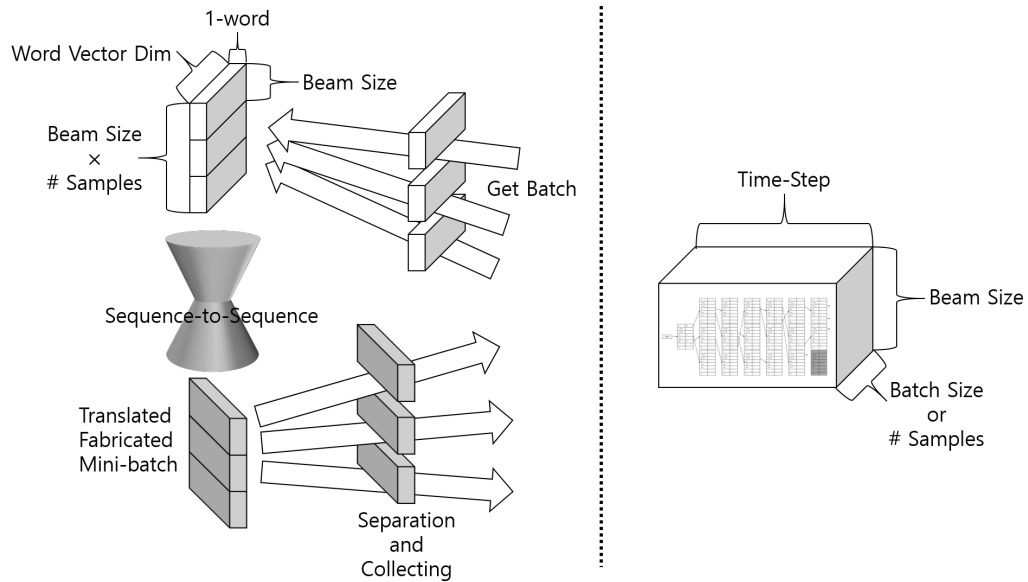 1-word
Word Vector Dim
Beam Size
Beam Size
×
# Samples
Get Batch
Sequence-to-Sequence
Translated
Fabricated
Mini-batch
Separation
and
Collecting
Time-Step
Beam Size
Batch Size
or
# Samples